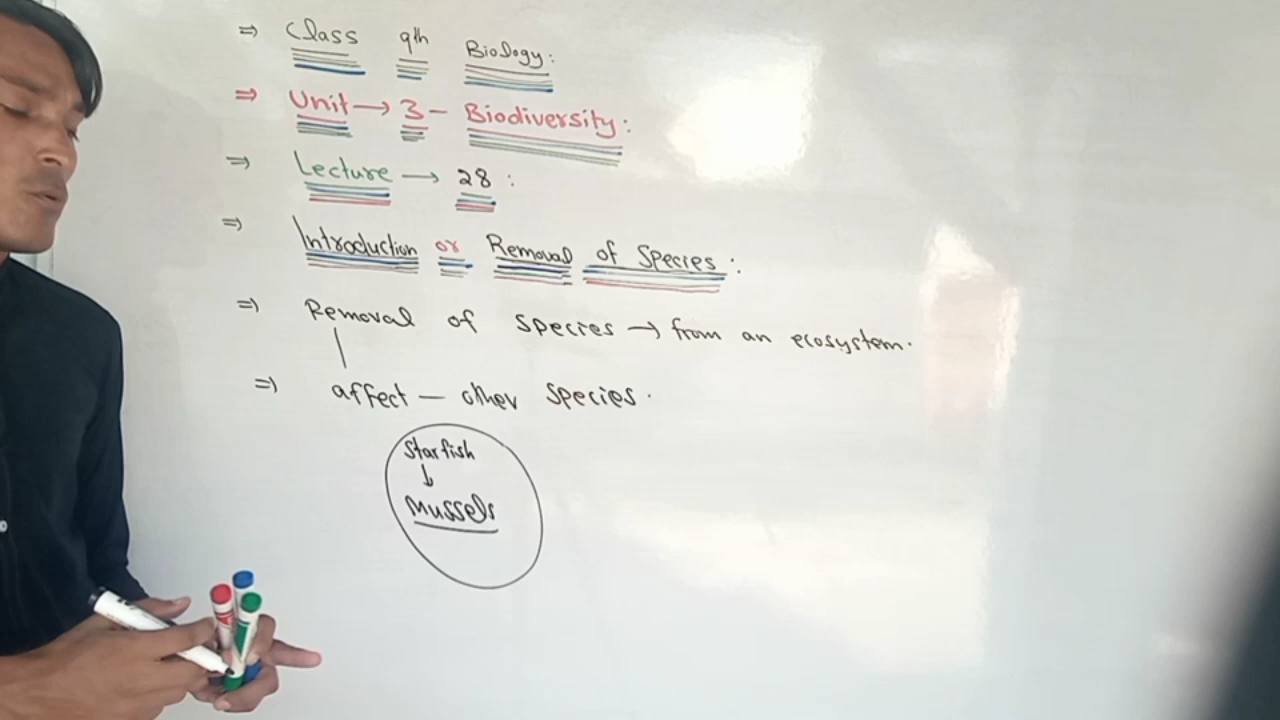 ⇒ Class 9th Biology:
⇒ Unit → 3 - Biodiversity:
⇒ Lecture → 28 :
⇒ Introduction or Removal of Species :
⇒ Removal of Species → from an ecosystem.
⇒ affect - other Species.
Starfish
↓
Mussels